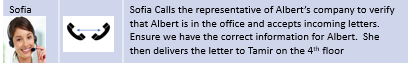 Sofia
Sofia Calls the representative of Albert's company to verify
that Albert is in the office and accepts incoming letters.
Ensure we have the correct information for Albert.  She
then delivers the letter to Tamir on the 4th floor